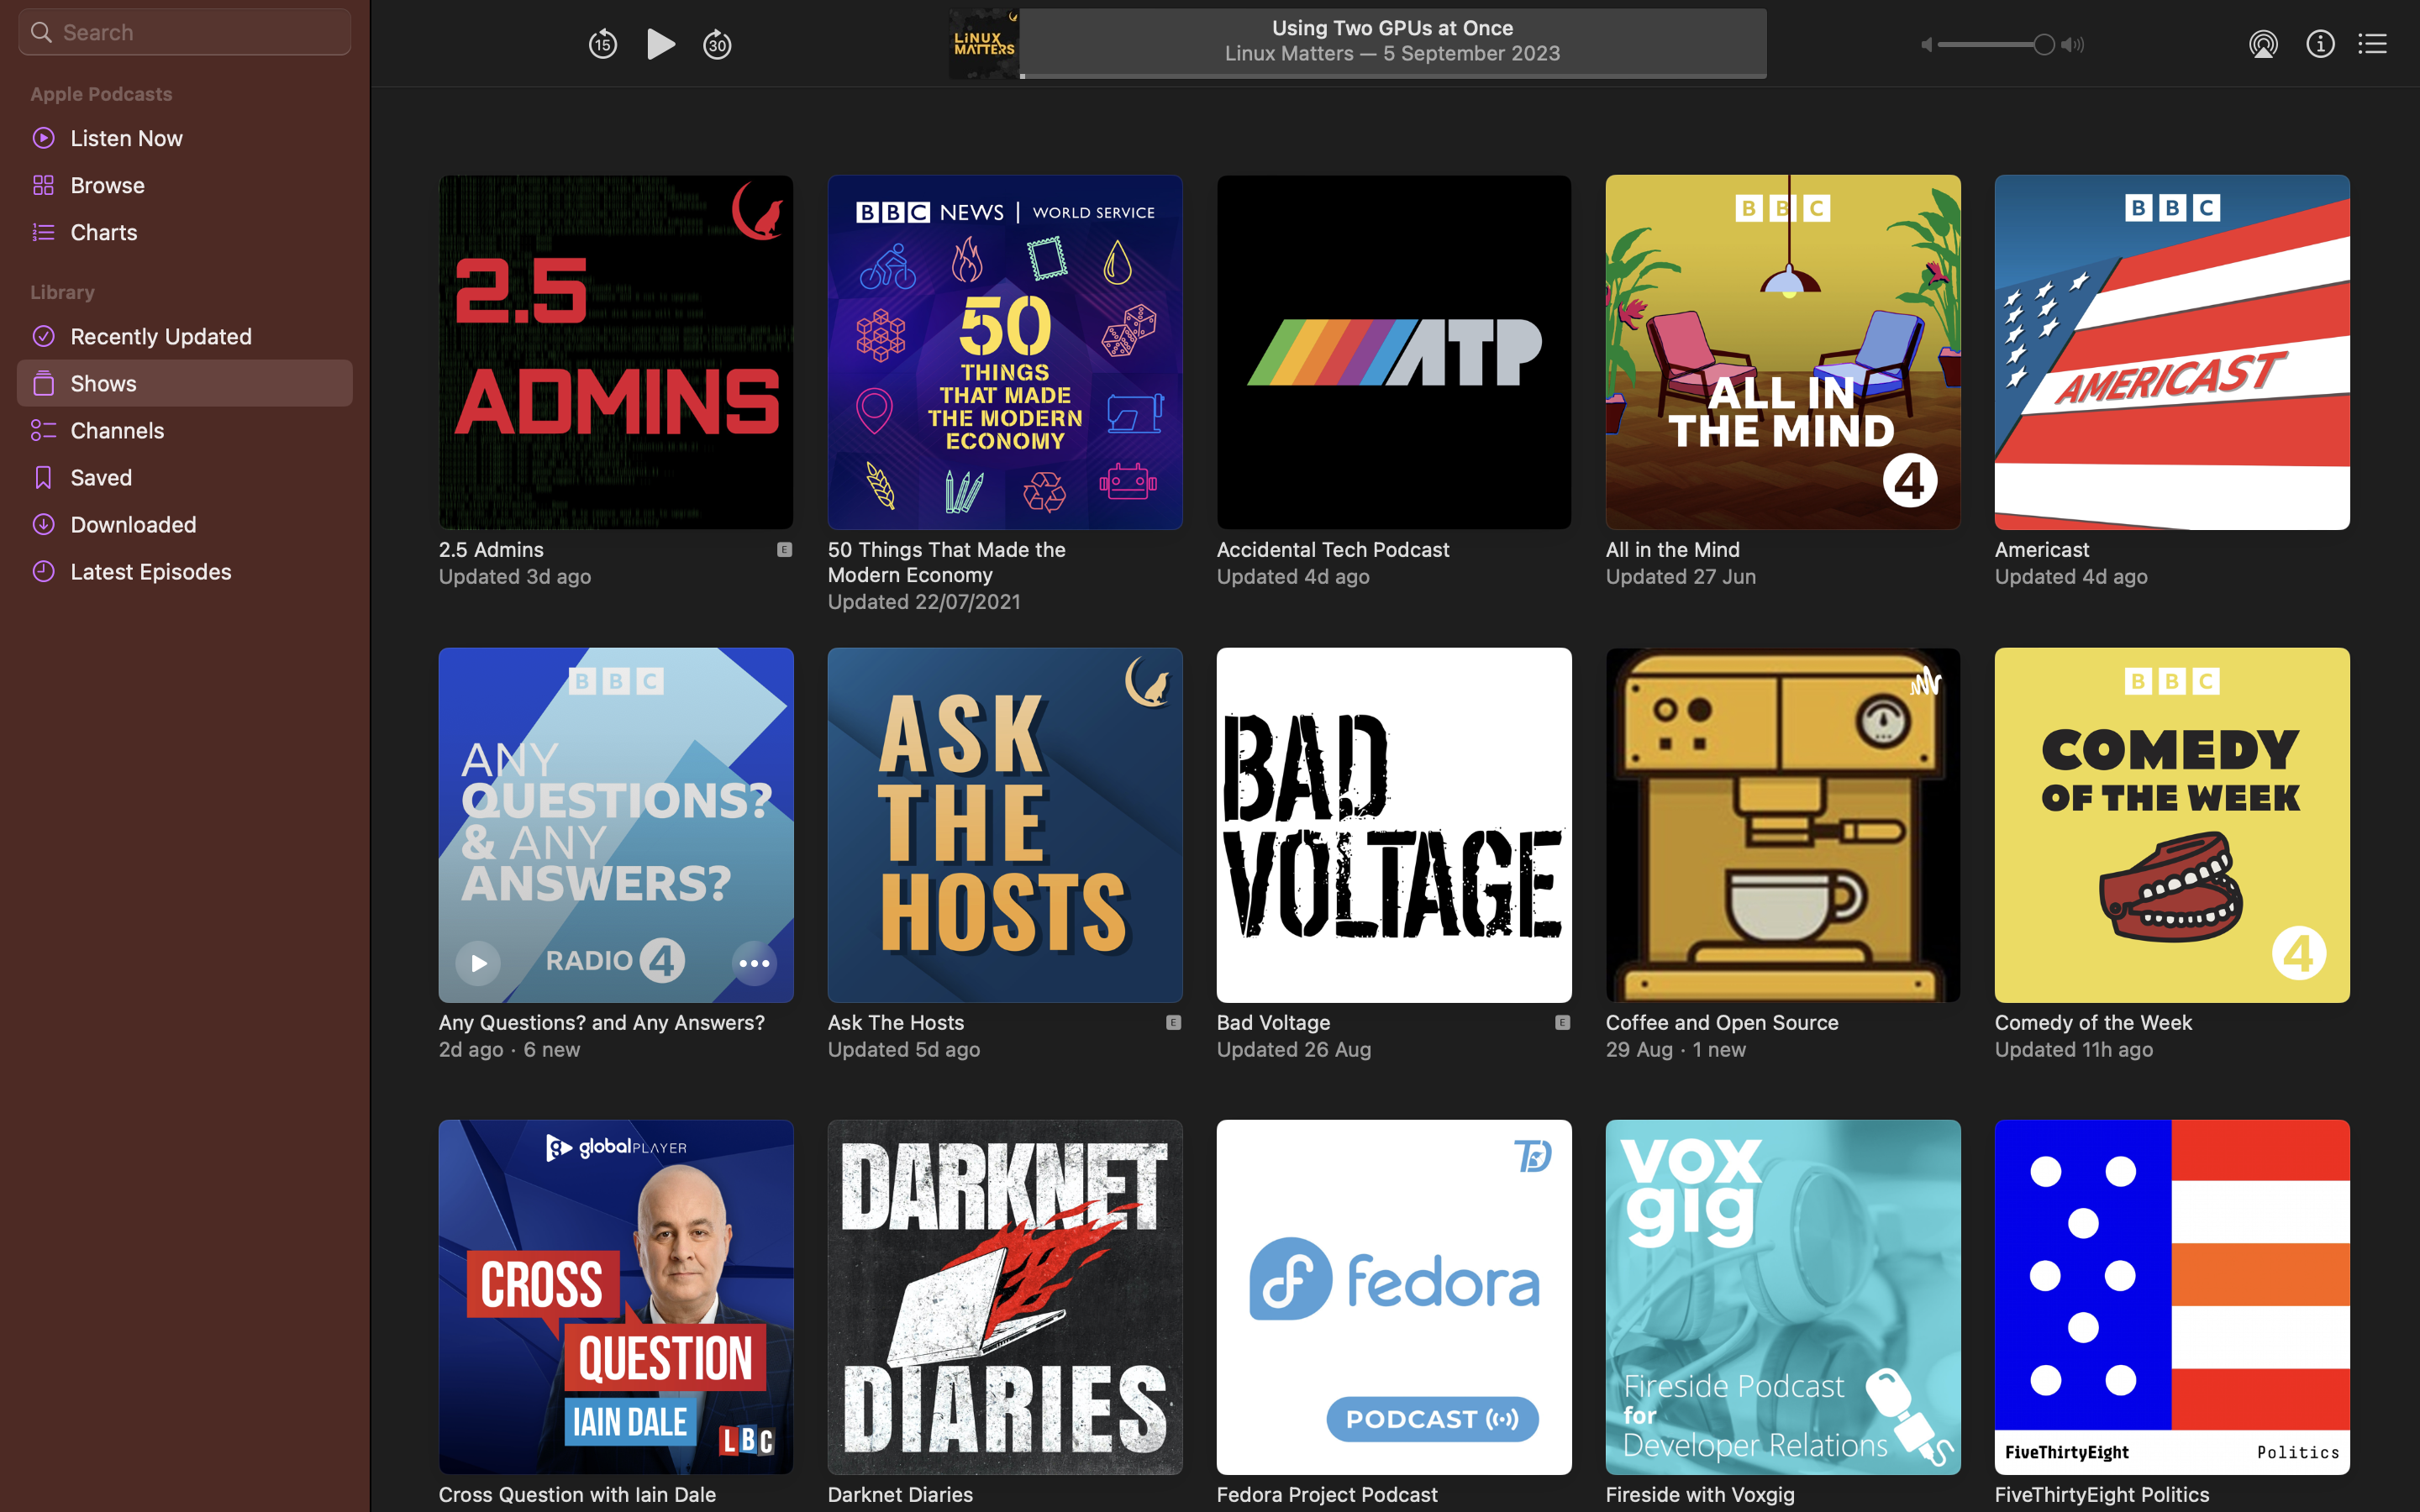 Search
Apple Podcasts
Listen Now
Browse
Charts
Library
Recently Updated
Shows
Channels
Saved
Downloaded
Latest Episodes
15
30
LiNUX
MATTERS
Using Two GPUs at Once
Linux Matters — 5 September 2023
2.5
ADMINS
2.5 Admins
E
Updated 3d ago
BBC NEWS | WORLD SERVICE
50
THINGS
THAT MADE
THE MODERN
ECONOMY
50 Things That Made the
Modern Economy
Updated 22/07/2021
ATP
Accidental Tech Podcast
Updated 4d ago
BBC
ALL IN
THE MIND
4
All in the Mind
Updated 27 Jun
BBC
AMERICAST
Americast
Updated 4d ago
BBC
ANY
QUESTIONS?
& ANY
ANSWERS?
RADIO 4
Any Questions? and Any Answers?
2d ago · 6 new
ASK
THE
HOSTS
Ask The Hosts
E
Updated 5d ago
BAD
VOLTAGE
Bad Voltage
E
Updated 26 Aug
Coffee and Open Source
29 Aug · 1 new
BBC
COMEDY
OF THE WEEK
4
Comedy of the Week
Updated 11h ago
globalPLAYER
CROSS
QUESTION
IAIN DALE
LBC
Cross Question with Iain Dale
DARKNET
DIARIES
Darknet Diaries
TD
fedora
PODCAST
Fedora Project Podcast
vox
gig
Fireside Podcast
for
Developer Relations
Fireside with Voxgig
FiveThirtyEight Politics
FiveThirtyEight Politics